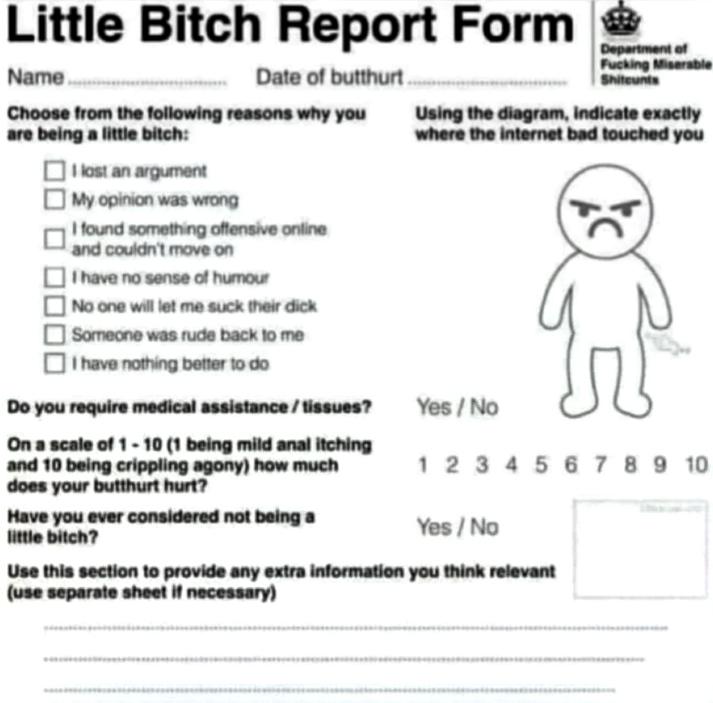 Little Bitch Report Form
Department of
Fucking Miserable
Shitcunts
Name
Date of butthurt
Choose from the following reasons why you
are being a little bitch:
I lost an argument
My opinion was wrong
I found something offensive online
and couldn't move on
I have no sense of humour
No one will let me suck their dick
Someone was rude back to me
I have nothing better to do
Using the diagram, indicate exactly
where the internet bad touched you
Do you require medical assistance / tissues?
Yes / No
On a scale of 1 - 10 (1 being mild anal itching
and 10 being crippling agony) how much
does your butthurt hurt?
1 2 3 4 5 6 7 8 9 10
Have you ever considered not being a
little bitch?
Yes / No
Use this section to provide any extra information you think relevant
(use separate sheet if necessary)